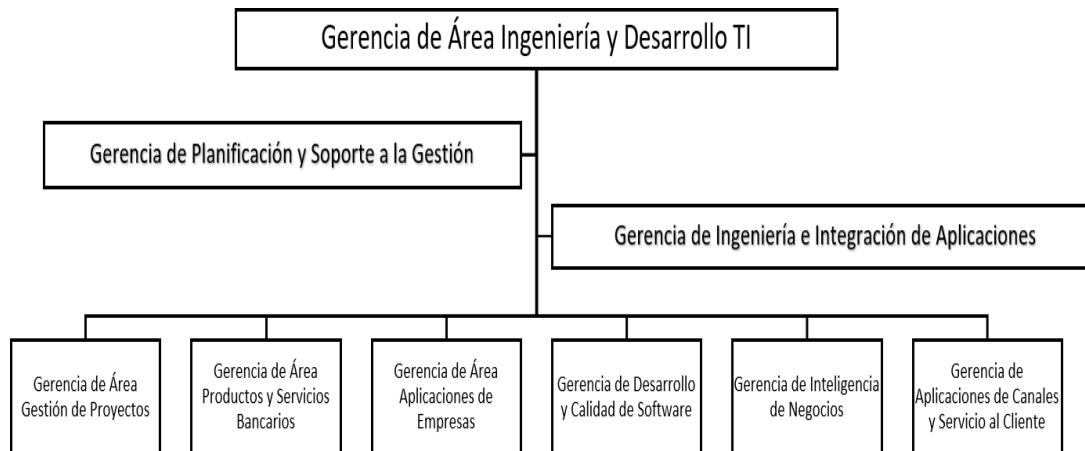 Gerencia de Área Ingeniería y Desarrollo TI
Gerencia de Planificación y Soporte a la Gestión
Gerencia de Ingeniería e Integración de Aplicaciones
Gerencia de Área
Gestión de Proyectos
Gerencia de Área
Productos y Servicios
Bancarios
Gerencia de Área
Aplicaciones de
Empresas
Gerencia de Desarrollo
y Calidad de Software
Gerencia de Inteligencia
de Negocios
Gerencia de
Aplicaciones de Canales
y Servicio al Cliente